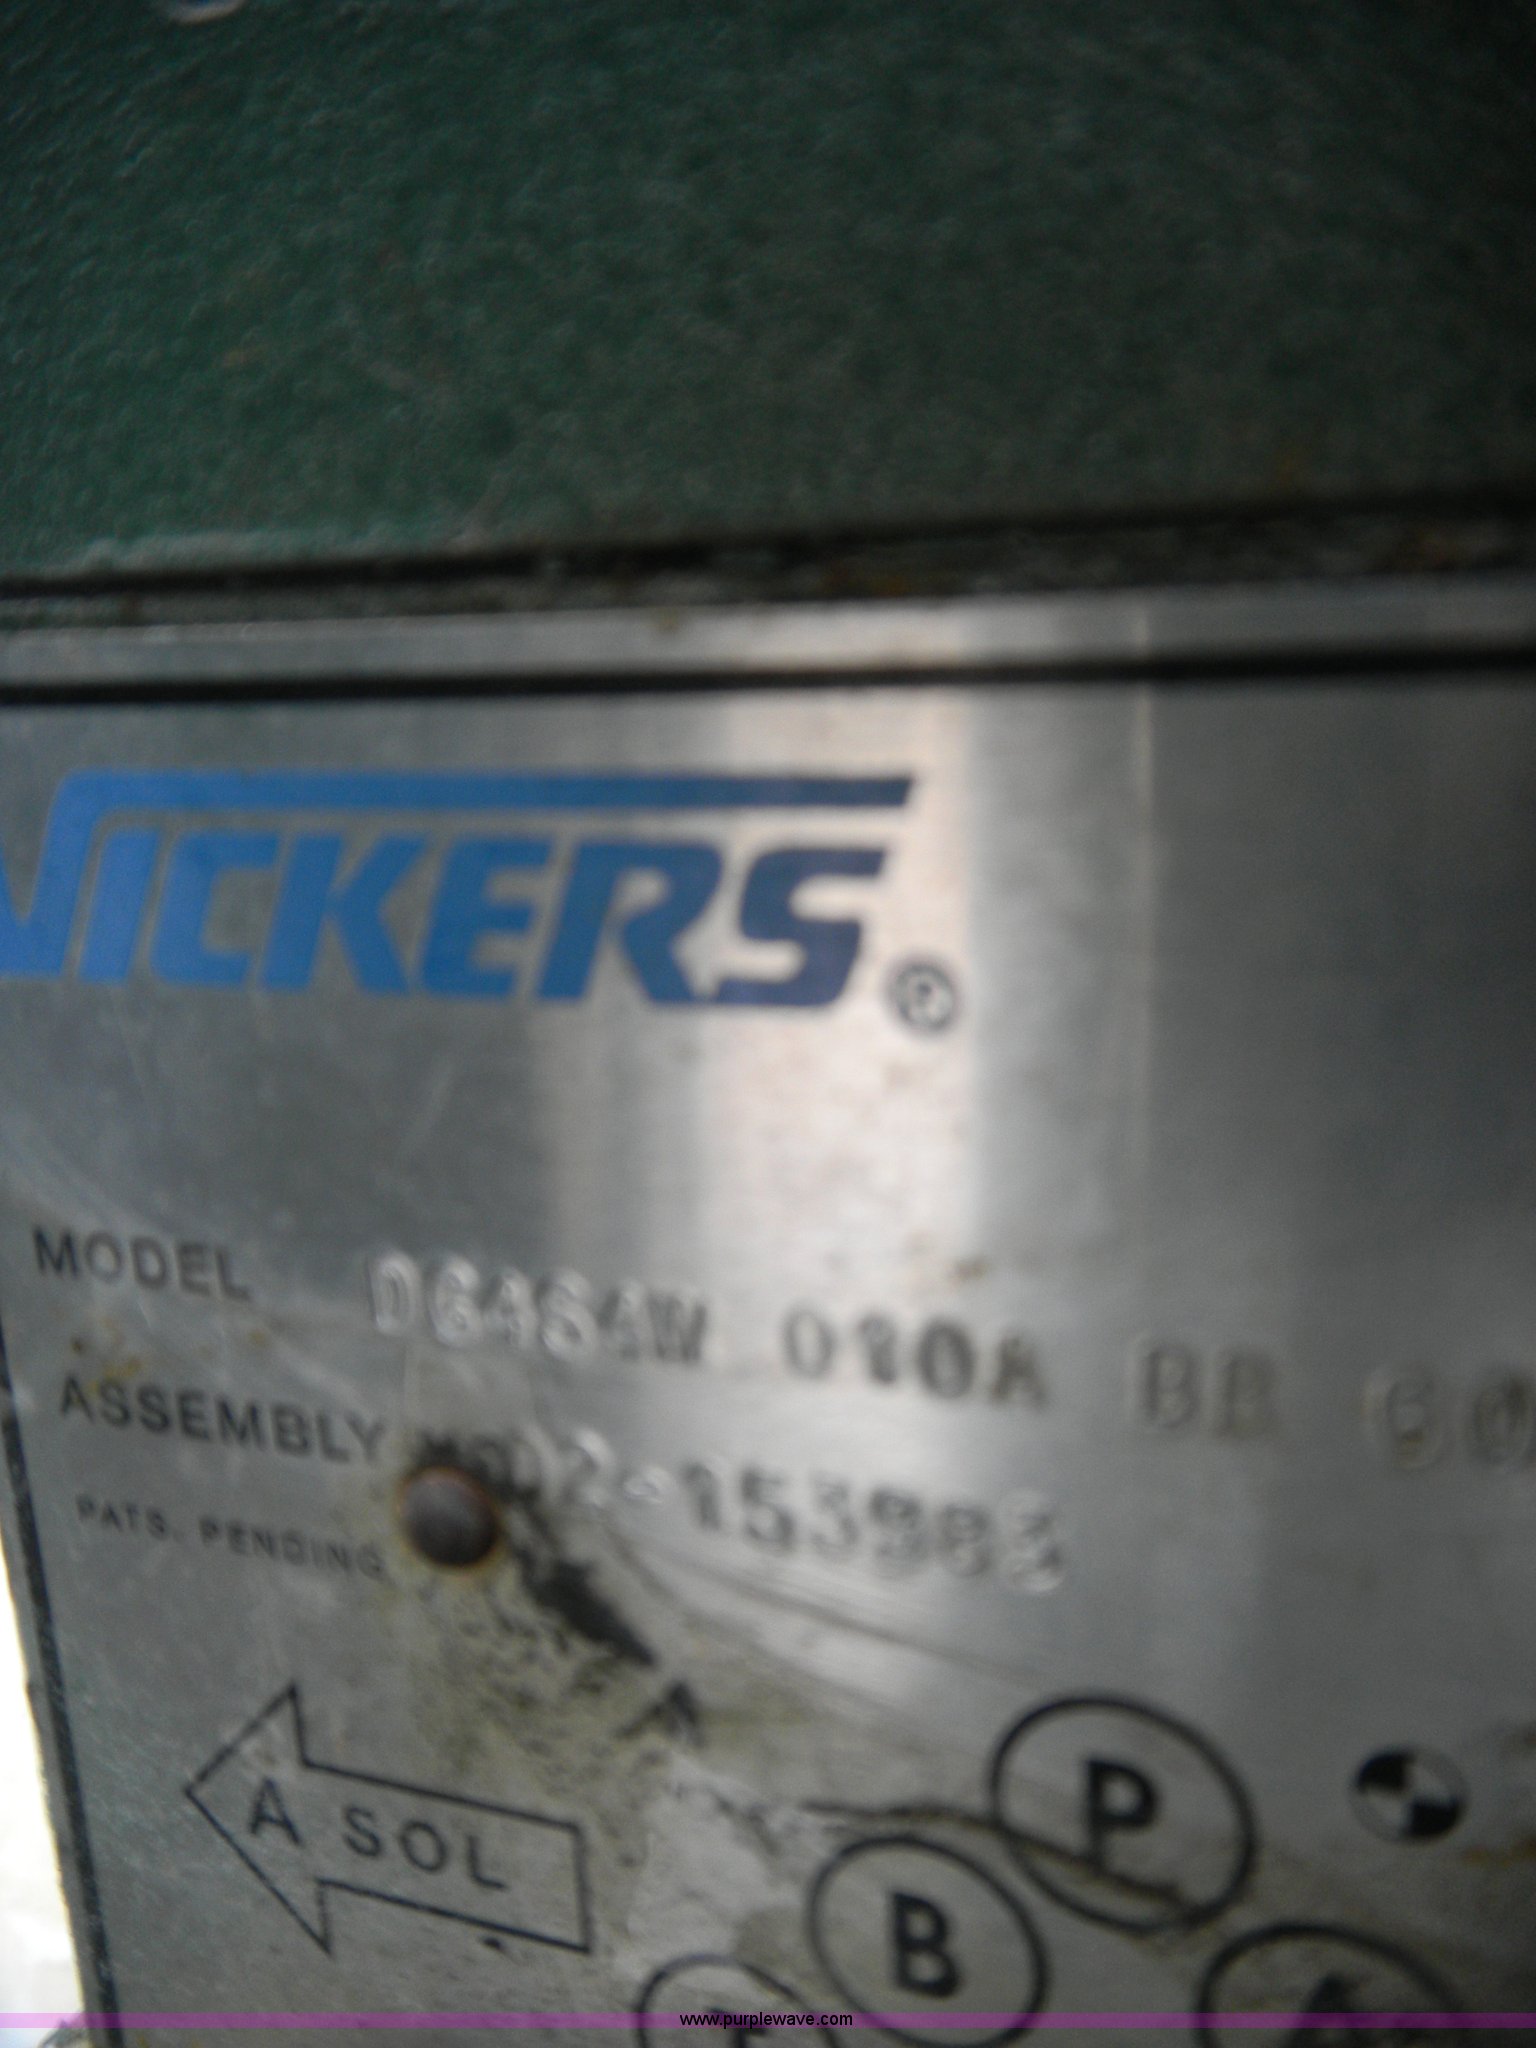 VICKERS®
MODEL DG4S4W 010A BB 60
ASSEMBLY NO 02-153983
PATS. PENDING
A
P
A SOL
B
A
T
www.purplewave.com